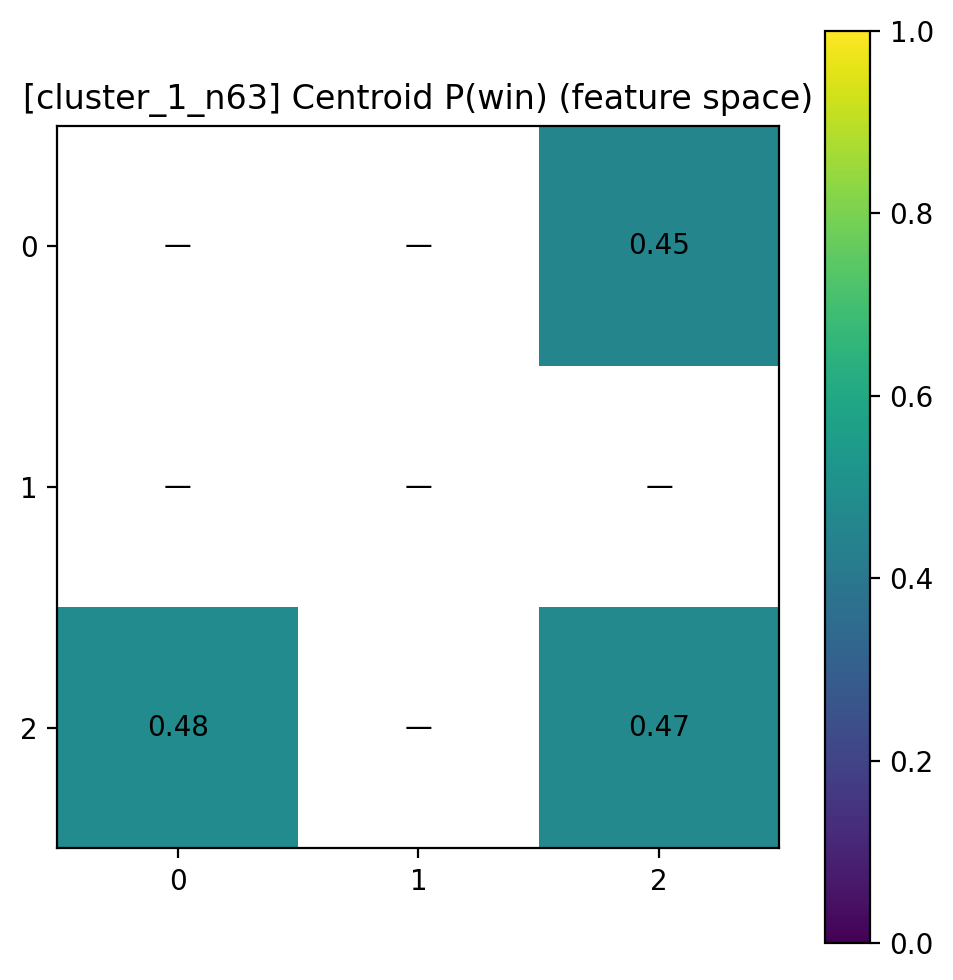 [cluster_1_n63] Centroid P(win) (feature space)
1.0
0.8
0.6
0.4
0.2
0.0
0 — — 0.45
1 — — —
2 0.48 — 0.47
0 1 2